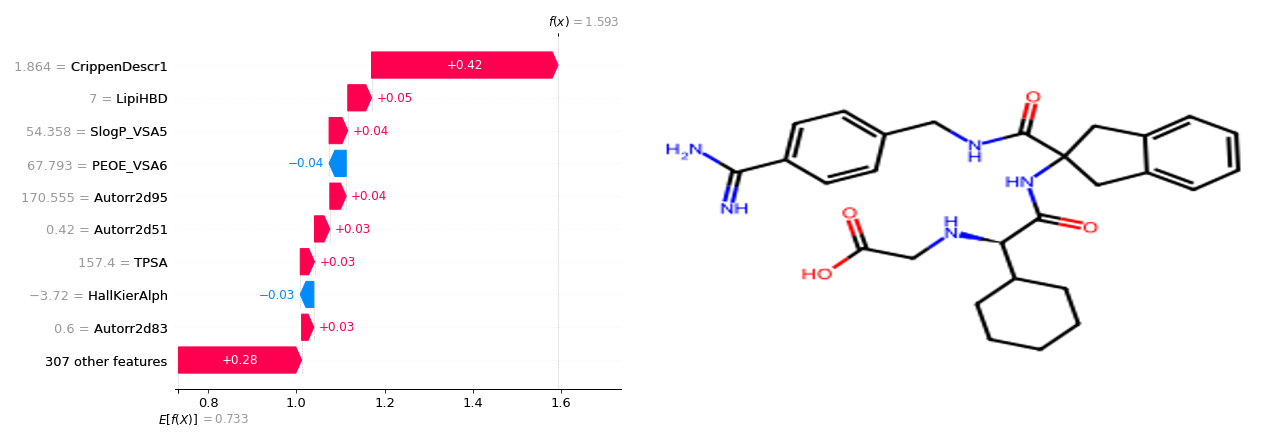 f(x) = 1.593
1.864 = CrippenDescr1
+0.42
7 = LipiHBD
+0.05
54.358 = SlogP_VSA5
+0.04
67.793 = PEOE_VSA6
−0.04
170.555 = Autorr2d95
+0.04
0.42 = Autorr2d51
+0.03
157.4 = TPSA
+0.03
−3.72 = HallKierAlph
−0.03
0.6 = Autorr2d83
+0.03
307 other features
+0.28
0.8 1.0 1.2 1.4 1.6
E[f(X)] = 0.733
O
H₂N
N
H
NH
HN
O
H
N
O
HO